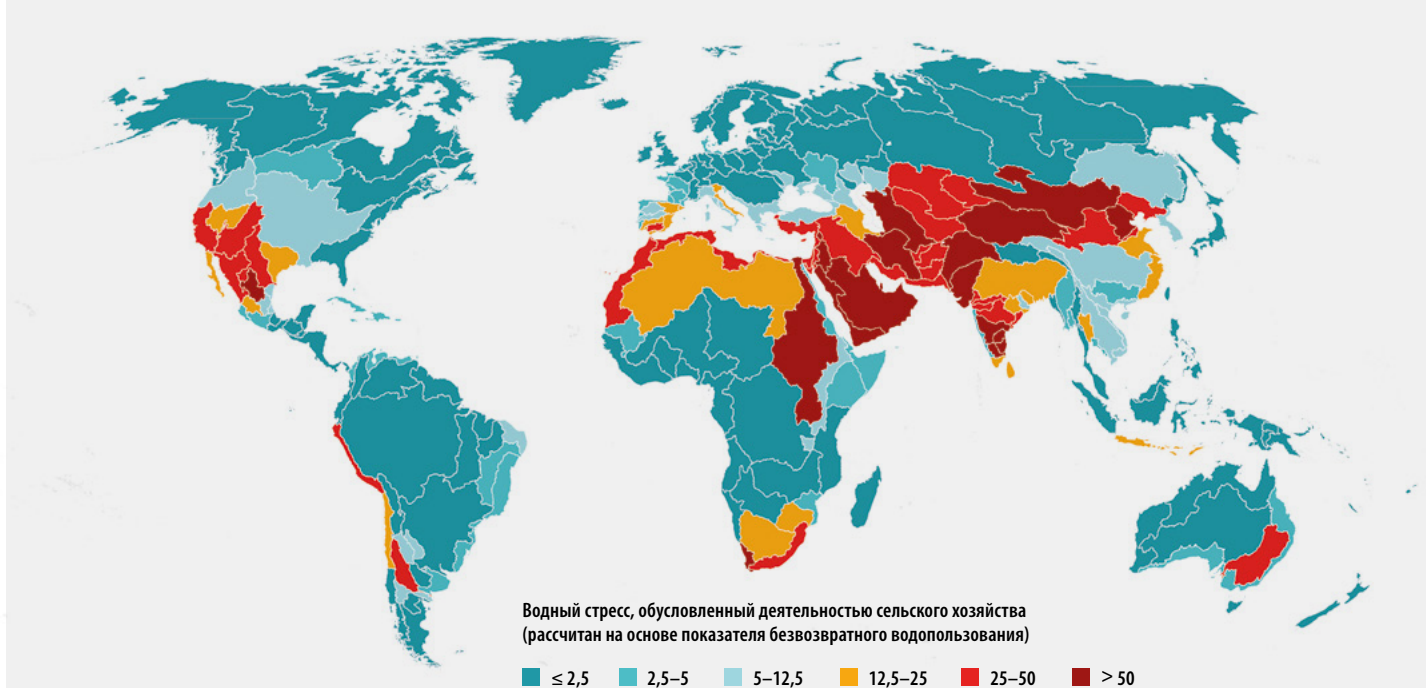 Водный стресс, обусловленный деятельностью сельского хозяйства
(рассчитан на основе показателя безвозвратного водопользования)
≤ 2,5 2,5–5 5–12,5 12,5–25 25–50 > 50